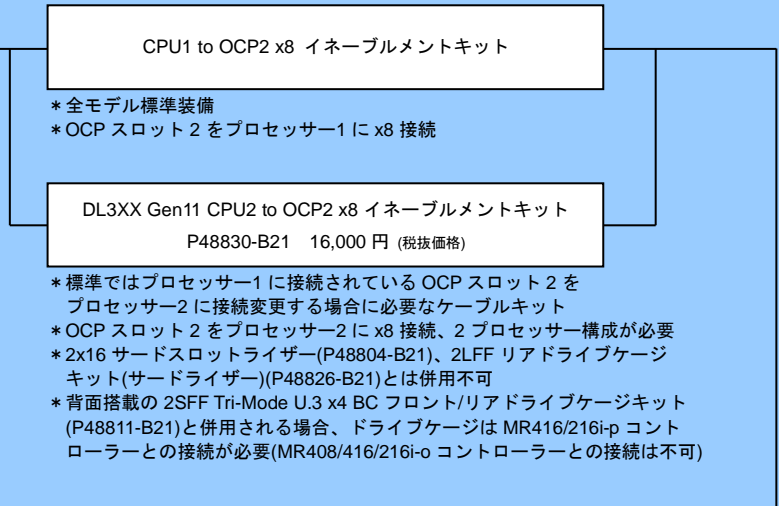 CPU1 to OCP2 x8 イネーブルメントキット
＊全モデル標準装備
＊OCP スロット 2 をプロセッサー1 に x8 接続
DL3XX Gen11 CPU2 to OCP2 x8 イネーブルメントキット
P48830-B21 16,000 円 (税抜価格)
＊標準ではプロセッサー1 に接続されている OCP スロット 2 を
プロセッサー2 に接続変更する場合に必要なケーブルキット
＊OCP スロット 2 をプロセッサー2 に x8 接続、2 プロセッサー構成が必要
＊2x16 サードスロットライザー(P48804-B21)、2LFF リアドライブケージ
キット(サードライザー)(P48826-B21)とは併用不可
＊背面搭載の 2SFF Tri-Mode U.3 x4 BC フロント/リアドライブケージキット
(P48811-B21)と併用される場合、ドライブケージは MR416/216i-p コント
ローラーとの接続が必要(MR408/416/216i-o コントローラーとの接続は不可)